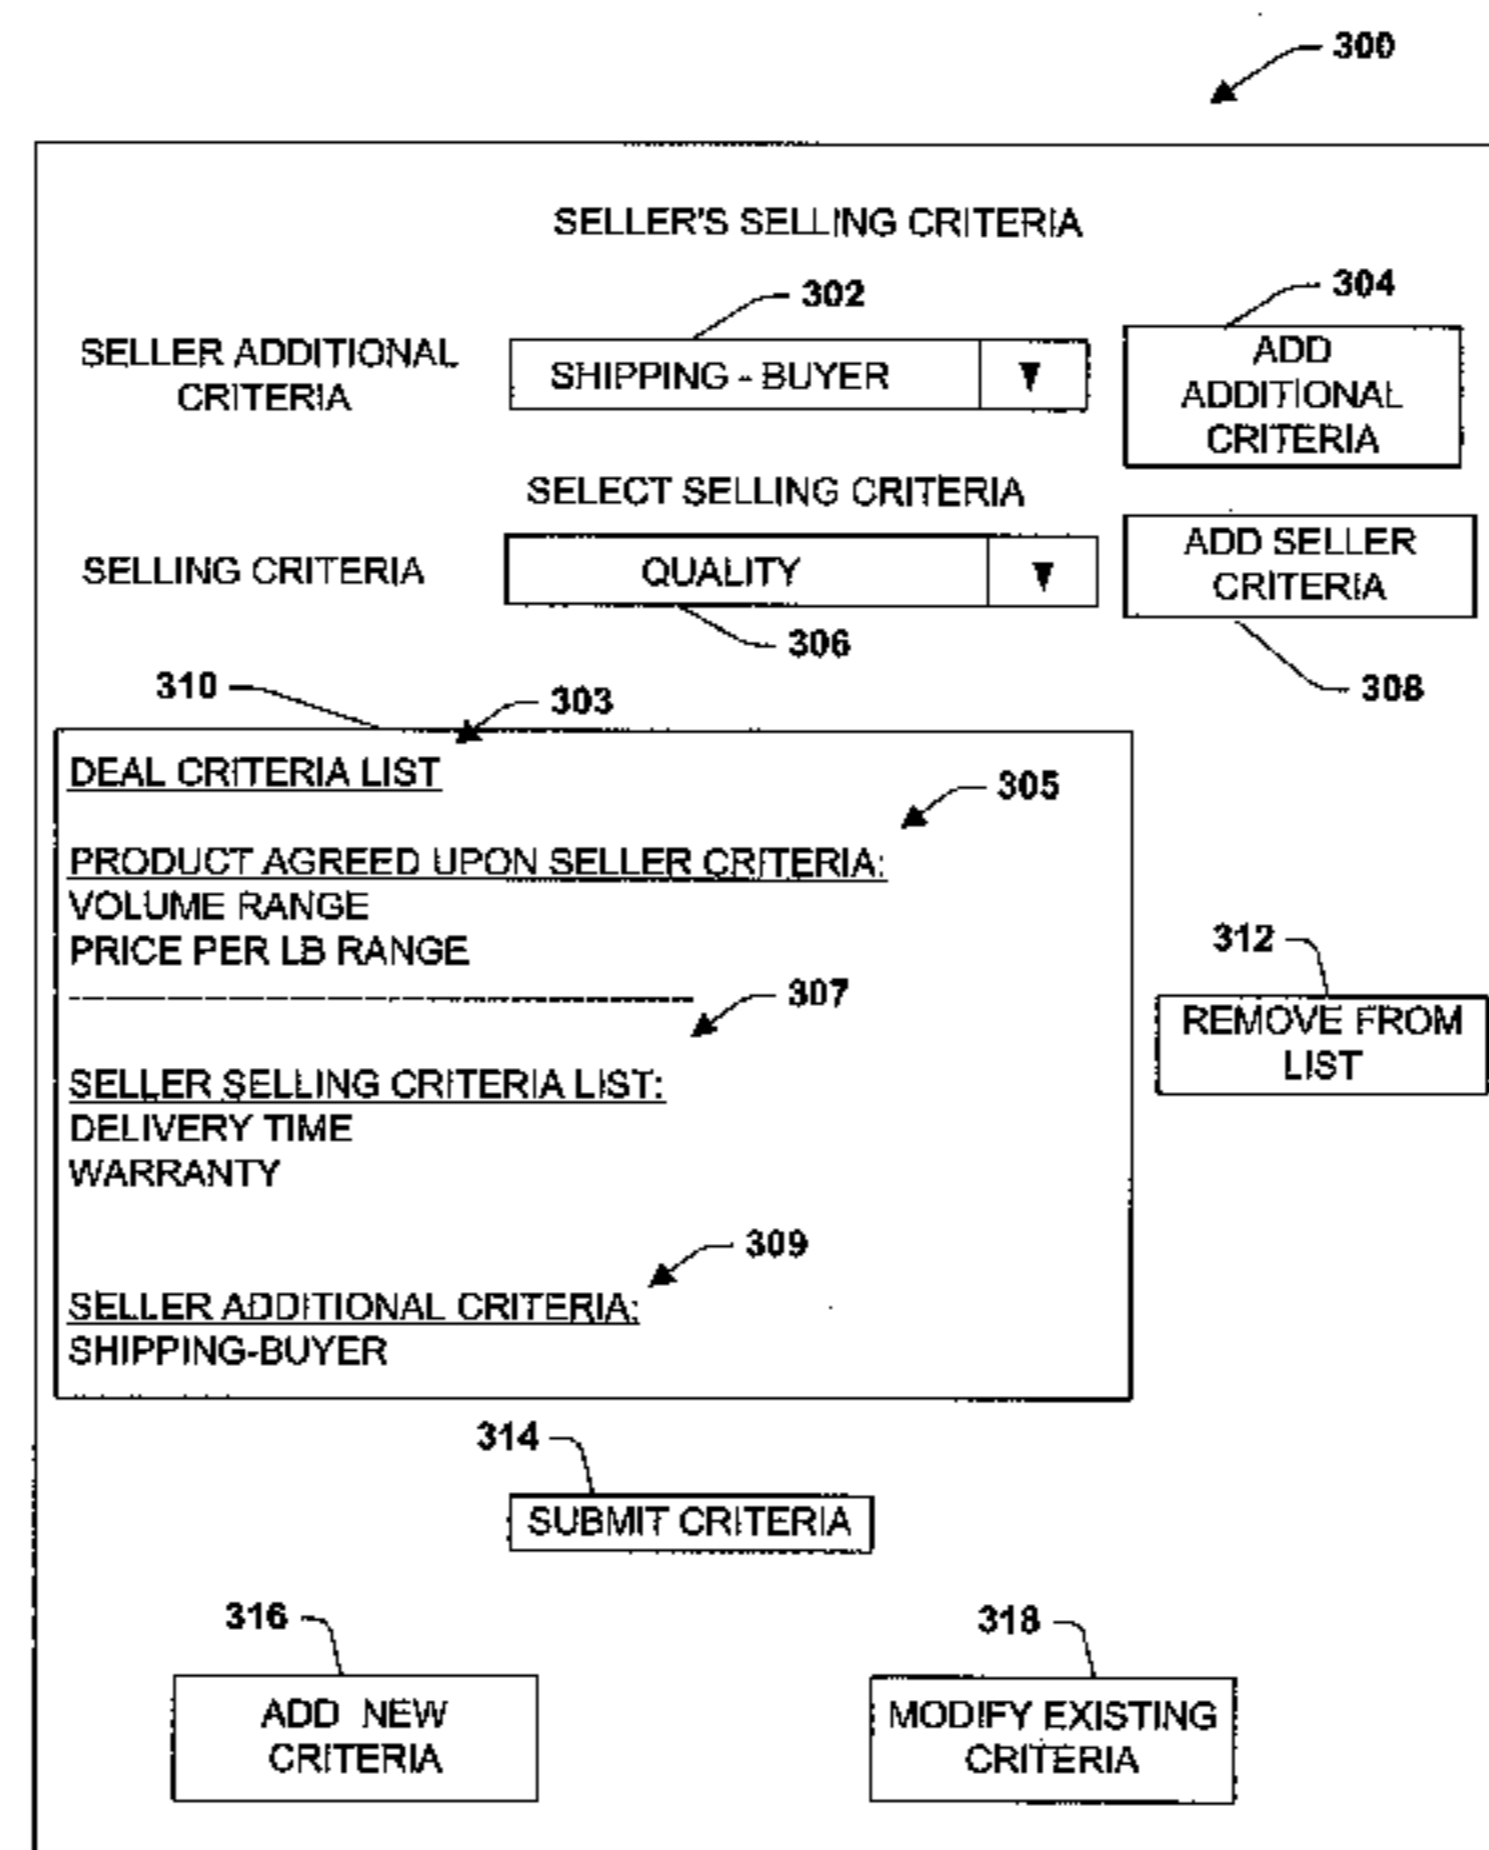 300
SELLER'S SELLING CRITERIA
302
304
SELLER ADDITIONAL
CRITERIA
SHIPPING - BUYER
▼
ADD
ADDITIONAL
CRITERIA
SELECT SELLING CRITERIA
SELLING CRITERIA
QUALITY
▼
ADD SELLER
CRITERIA
306
308
310
303
DEAL CRITERIA LIST
305
PRODUCT AGREED UPON SELLER CRITERIA:
VOLUME RANGE
PRICE PER LB RANGE
307
312
REMOVE FROM
LIST
SELLER SELLING CRITERIA LIST:
DELIVERY TIME
WARRANTY
309
SELLER ADDITIONAL CRITERIA:
SHIPPING-BUYER
314
SUBMIT CRITERIA
316
318
ADD NEW
CRITERIA
MODIFY EXISTING
CRITERIA